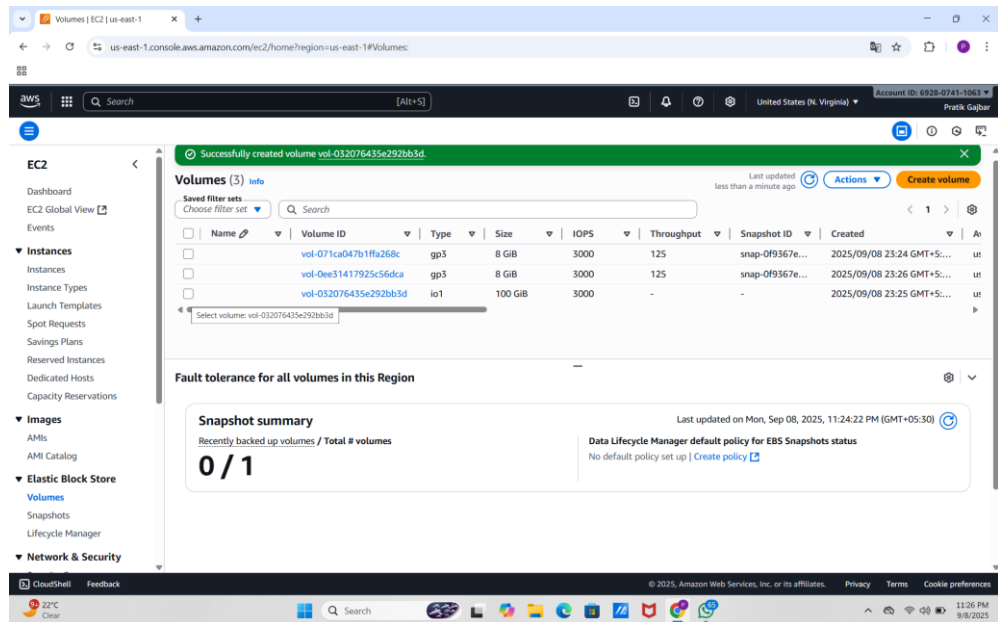 Volumes | EC2 | us-east-1
us-east-1.console.aws.amazon.com/ec2/home?region=us-east-1#Volumes:
P
aws
Search
[Alt+S]
United States (N. Virginia)
Account ID: 6928-0741-1063
Pratik Gajbar
EC2
Dashboard
EC2 Global View
Events
Instances
Instances
Instance Types
Launch Templates
Spot Requests
Savings Plans
Reserved Instances
Dedicated Hosts
Capacity Reservations
Images
AMIs
AMI Catalog
Elastic Block Store
Volumes
Snapshots
Lifecycle Manager
Network & Security
Successfully created volume vol-032076435e292bb3d.
Volumes (3) Info
Last updated
less than a minute ago
Actions
Create volume
Saved filter sets
Choose filter set
Search
1
Name Volume ID Type Size IOPS Throughput Snapshot ID Created
vol-071ca047b1ffa268c gp3 8 GiB 3000 125 snap-0f9367e... 2025/09/08 23:24 GMT+5:...
vol-0ee31417925c56dca gp3 8 GiB 3000 125 snap-0f9367e... 2025/09/08 23:26 GMT+5:...
vol-032076435e292bb3d io1 100 GiB 3000 - - 2025/09/08 23:25 GMT+5:...
Select volume: vol-032076435e292bb3d
Fault tolerance for all volumes in this Region
Snapshot summary
Last updated on Mon, Sep 08, 2025, 11:24:22 PM (GMT+05:30)
Recently backed up volumes / Total # volumes
0 / 1
Data Lifecycle Manager default policy for EBS Snapshots status
No default policy set up | Create policy
CloudShell Feedback
© 2025, Amazon Web Services, Inc. or its affiliates. Privacy Terms Cookie preferences
22°C
Clear
Search
11:26 PM
9/8/2025